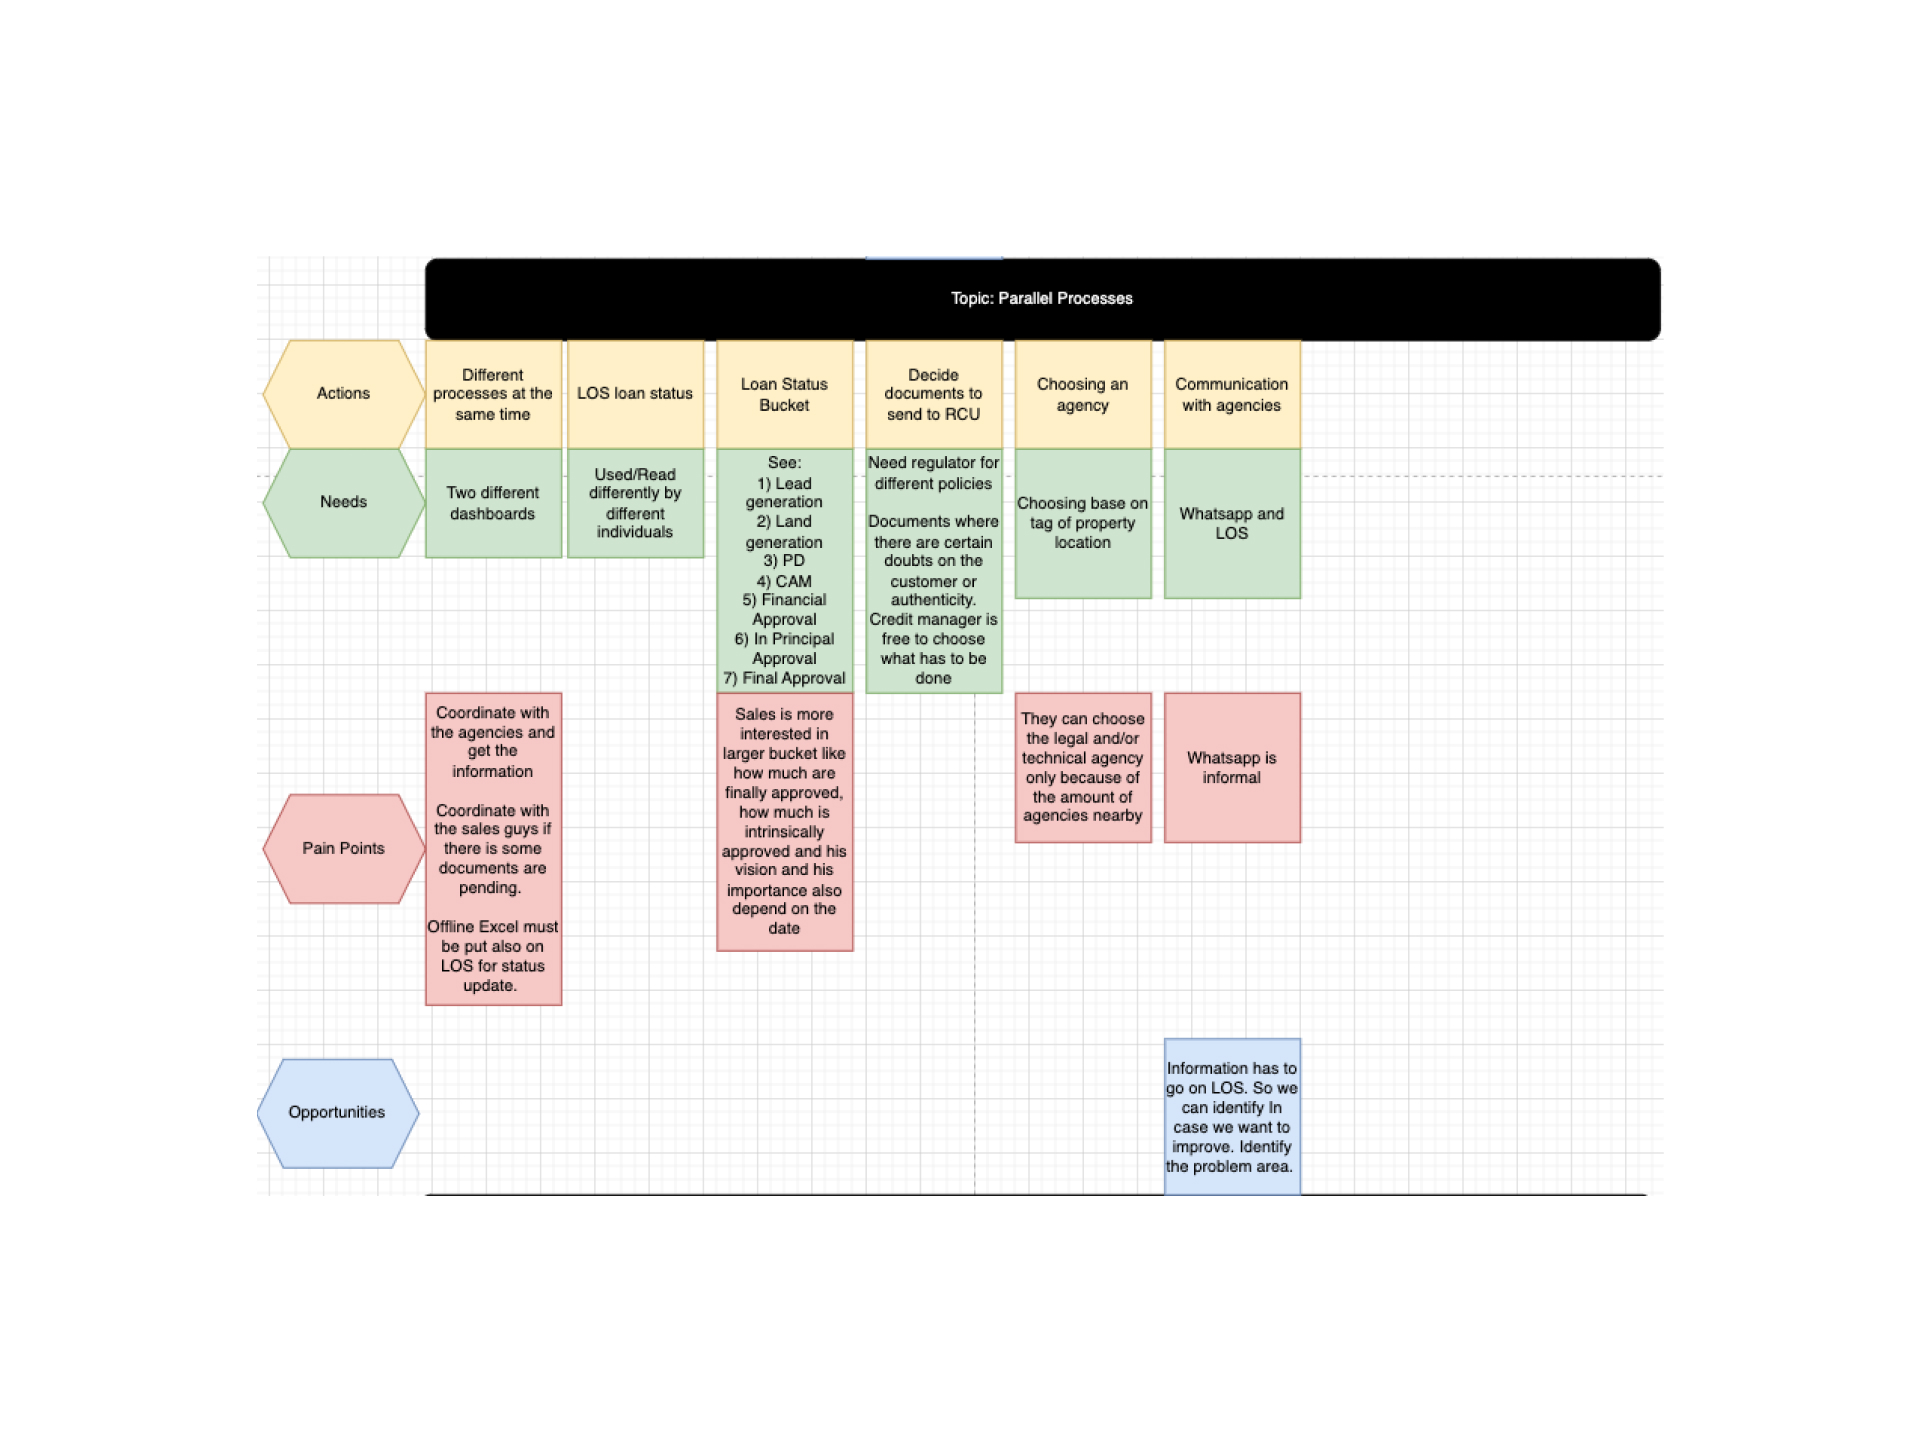 Topic: Parallel Processes
Actions
Different
processes at the
same time
LOS loan status
Loan Status
Bucket
Decide
documents to
send to RCU
Choosing an
agency
Communication
with agencies
Needs
Two different
dashboards
Used/Read
differently by
different
individuals
See:
1) Lead
generation
2) Land
generation
3) PD
4) CAM
5) Financial
Approval
6) In Principal
Approval
7) Final Approval
Need regulator for
different policies
Documents where
there are certain
doubts on the
customer or
authenticity.
Credit manager is
free to choose
what has to be
done
Choosing base on
tag of property
location
Whatsapp and
LOS
Pain Points
Coordinate with
the agencies and
get the
information
Coordinate with
the sales guys if
there is some
documents are
pending.
Offline Excel must
be put also on
LOS for status
update.
Sales is more
interested in
larger bucket like
how much are
finally approved,
how much is
intrinsically
approved and his
vision and his
importance also
depend on the
date
They can choose
the legal and/or
technical agency
only because of
the amount of
agencies nearby
Whatsapp is
informal
Opportunities
Information has to
go on LOS. So we
can identify In
case we want to
improve. Identify
the problem area.